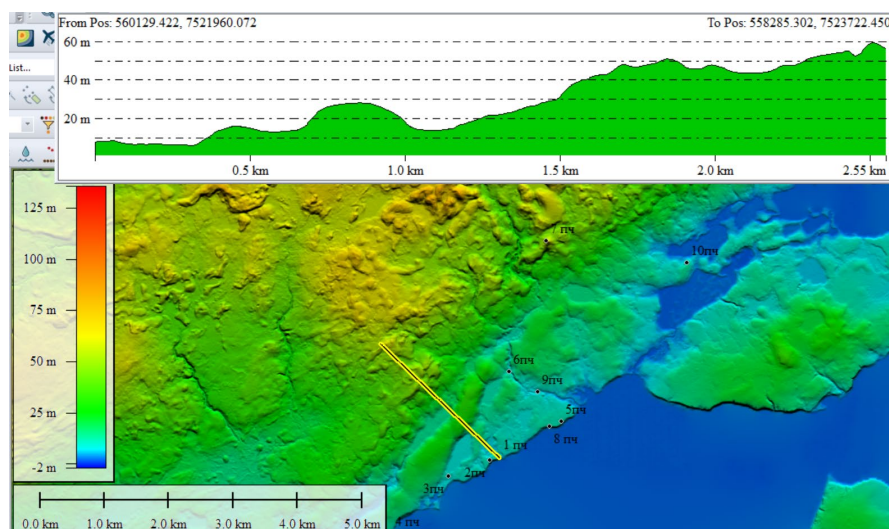 From Pos: 560129.422, 7521960.072 To Pos: 558285.302, 7523722.450
60 m
40 m
20 m
0.5 km 1.0 km 1.5 km 2.0 km 2.55 km
List...
125 m
100 m
75 m
50 m
25 m
-2 m
7 пч
10пч
6пч
9пч
5пч
8 пч
1 пч
2пч
3пч
4 пч
0.0 km 1.0 km 2.0 km 3.0 km 4.0 km 5.0 km